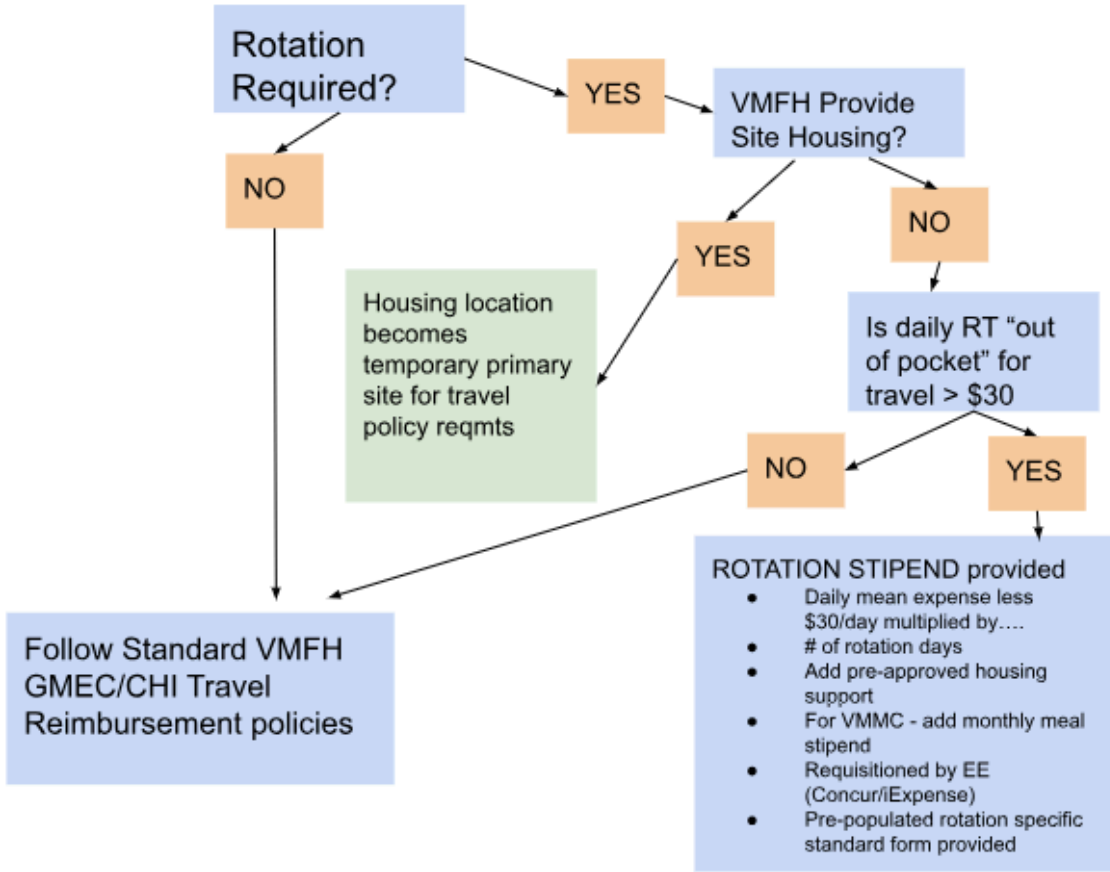 Rotation
Required?
YES
VMFH Provide
Site Housing?
NO
YES
NO
Housing location
becomes
temporary primary
site for travel
policy reqmts
Is daily RT “out
of pocket” for
travel > $30
NO
YES
ROTATION STIPEND provided
● Daily mean expense less
$30/day multiplied by….
● # of rotation days
● Add pre-approved housing
support
● For VMMC - add monthly meal
stipend
● Requisitioned by EE
(Concur/iExpense)
● Pre-populated rotation specific
standard form provided
Follow Standard VMFH
GMEC/CHI Travel
Reimbursement policies